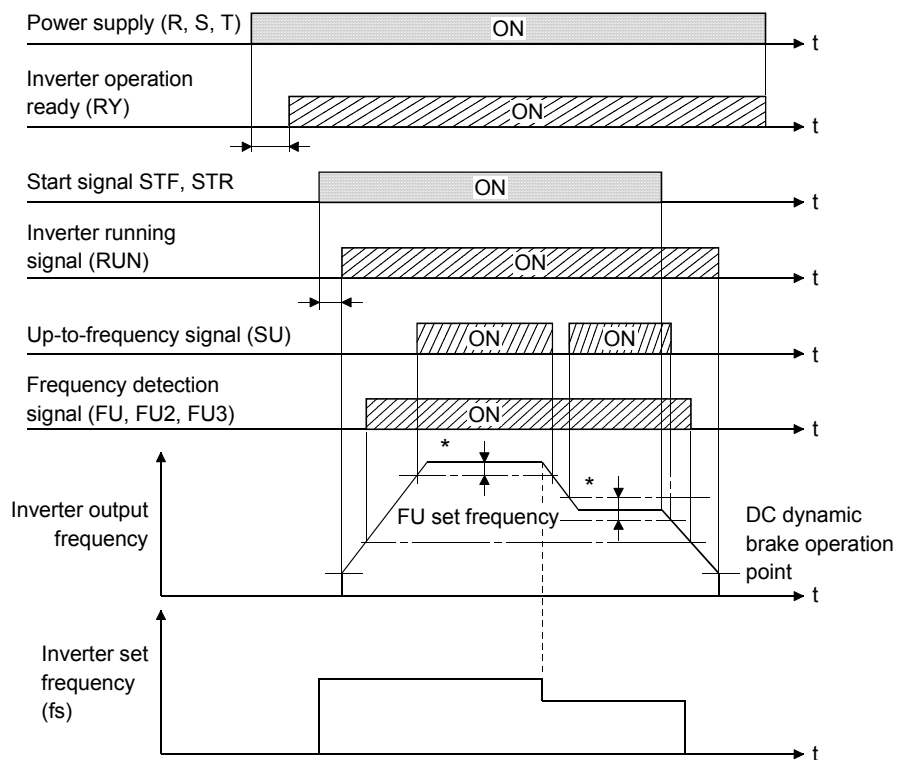 Power supply (R, S, T)
ON
t
Inverter operation
ready (RY)
ON
t
Start signal STF, STR
ON
t
Inverter running
signal (RUN)
ON
t
Up-to-frequency signal (SU)
ON
ON
t
Frequency detection
signal (FU, FU2, FU3)
ON
t
*
*
Inverter output
frequency
FU set frequency
DC dynamic
brake operation
point
t
Inverter set
frequency
(fs)
t